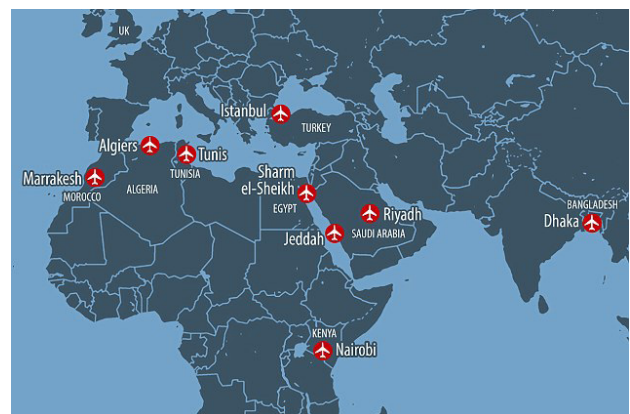 UK
Istanbul
TURKEY
Algiers
Tunis
TUNISIA
Marrakesh
MOROCCO
ALGERIA
Sharm
el-Sheikh
EGYPT
Riyadh
Jeddah
SAUDI ARABIA
BANGLADESH
Dhaka
KENYA
Nairobi